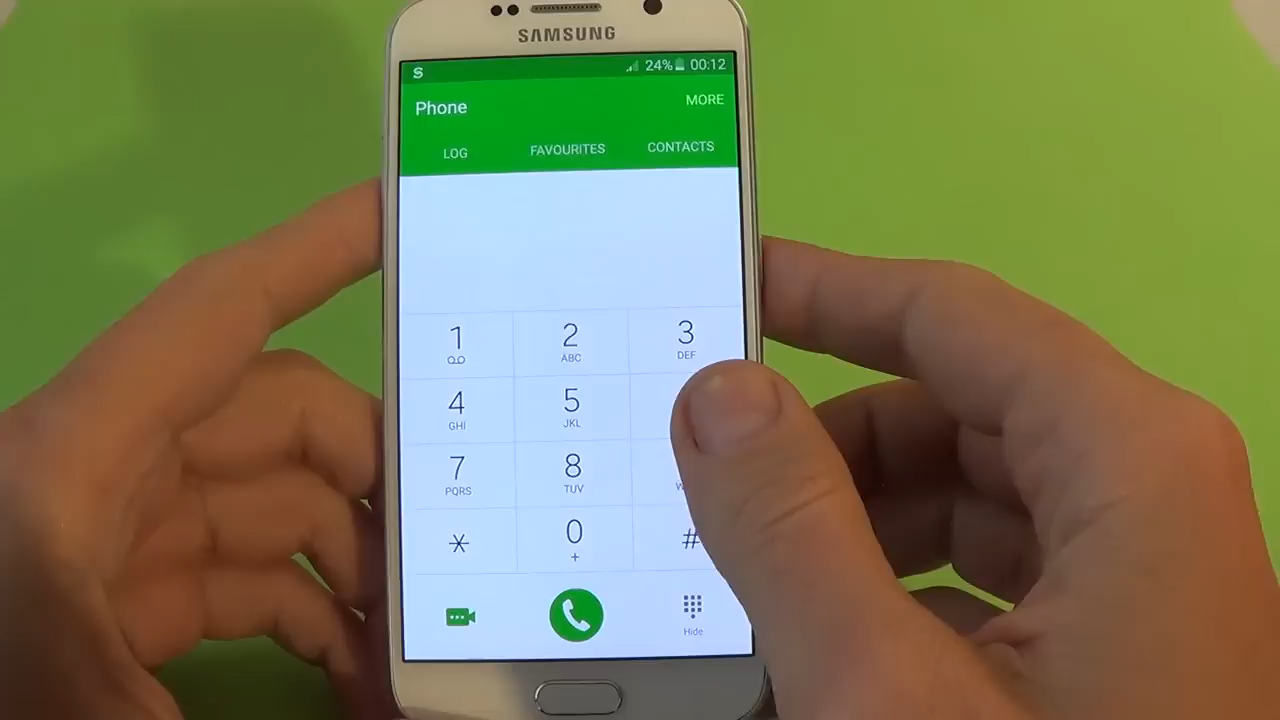 SAMSUNG
24% 00:12
Phone MORE
LOG FAVOURITES CONTACTS
1 2 3
ABC DEF
4 5
GHI JKL
7 8
PQRS TUV
* 0 #
+
Hide